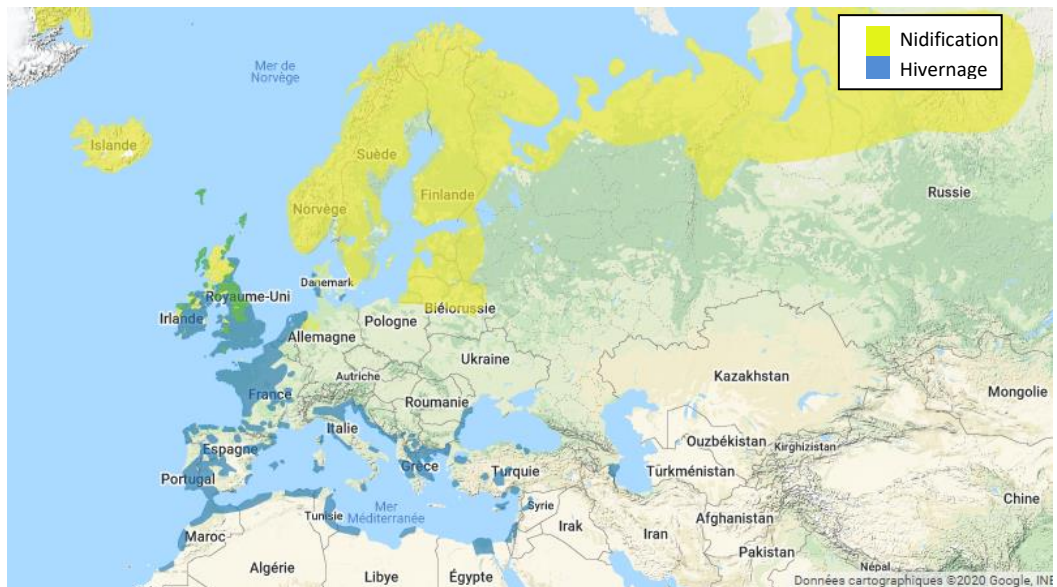 Nidification
Hivernage
Mer de
Norvège
Islande
Suède
Finlande
Norvège
Russie
Danemark
Royaume-Uni
Irlande
Biélorussie
Pologne
Allemagne
Ukraine
Kazakhstan
Autriche
France
Mongolie
Roumanie
Italie
Ouzbékistan
Kirghizistan
Espagne
Grèce
Turquie
Türkménistan
Portugal
Chine
Syrie
Tunisie
Mer
Méditerranée
Irak
Iran
Afghanistan
Maroc
Pakistan
Algérie
Libye
Égypte
Népal
Données cartographiques ©2020 Google, INE